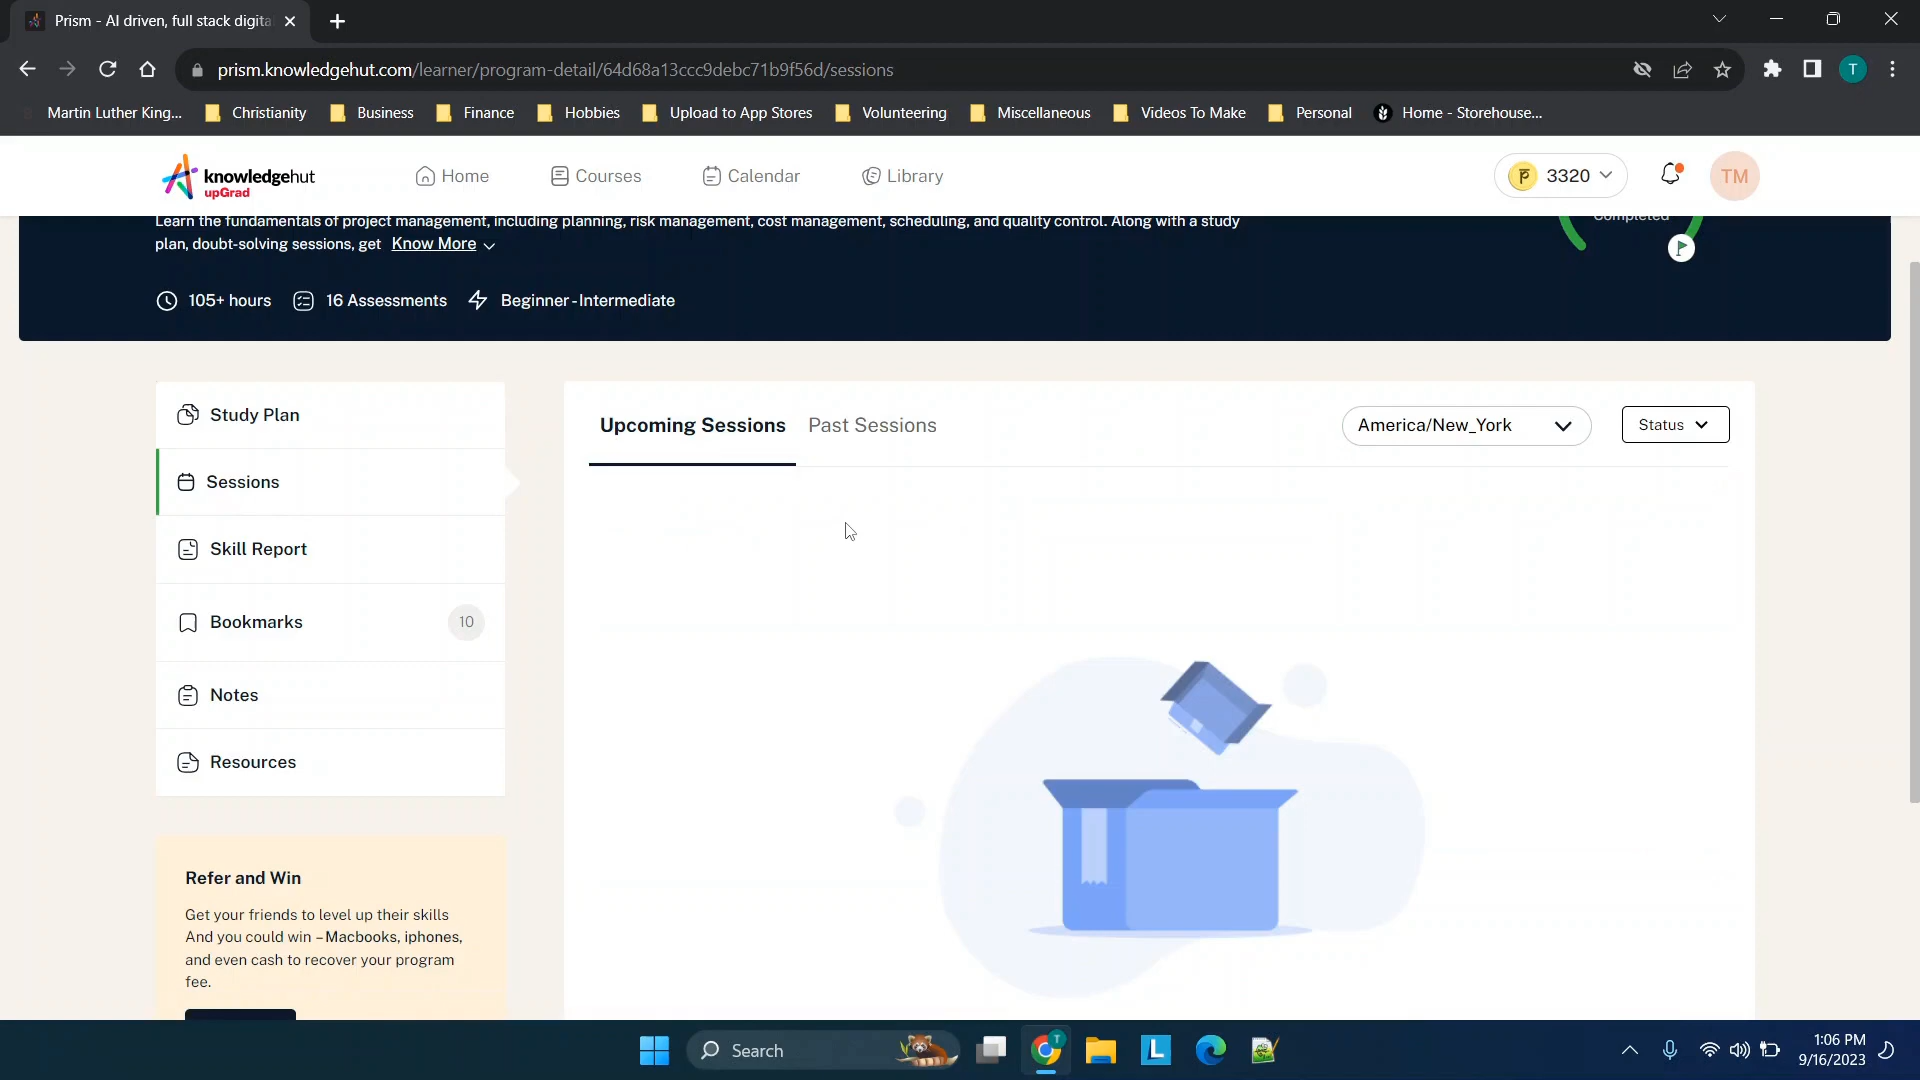 Prism - AI driven, full stack digita
prism.knowledgehut.com/learner/program-detail/64d68a13ccc9debc71b9f56d/sessions
T
Martin Luther King...
Christianity
Business
Finance
Hobbies
Upload to App Stores
Volunteering
Miscellaneous
Videos To Make
Personal
Home - Storehouse...
knowledgehut
upGrad
Home
Courses
Calendar
Library
3320
TM
Learn the fundamentals of project management, including planning, risk management, cost management, scheduling, and quality control. Along with a study
Completed
plan, doubt-solving sessions, get Know More
105+ hours
16 Assessments
Beginner - Intermediate
Study Plan
Sessions
Skill Report
Bookmarks
10
Notes
Resources
Upcoming Sessions
Past Sessions
America/New_York
Status
Refer and Win
Get your friends to level up their skills
And you could win – Macbooks, iphones,
and even cash to recover your program
fee.
Search
T
L
1:06 PM
9/16/2023